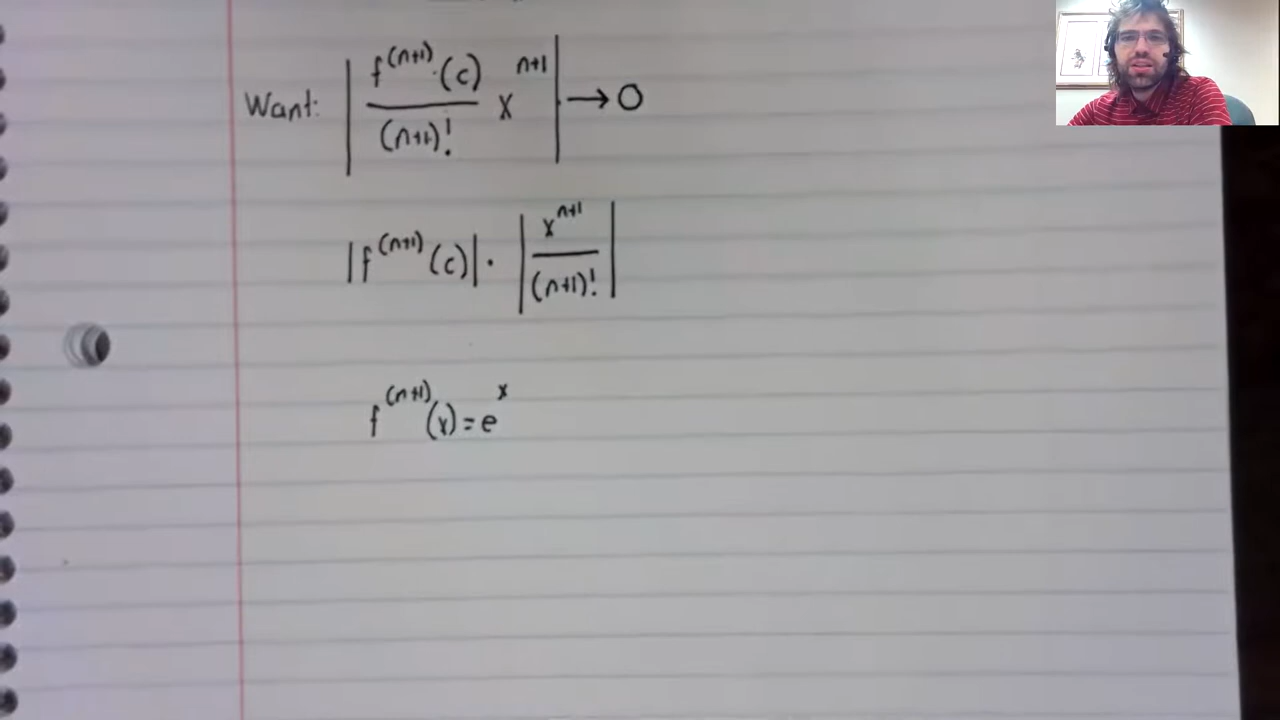 Want: | f^(n+1)(c) / (n+1)! x^n+1 | → 0
|f^(n+1)(c)| · | x^n+1 / (n+1)! |
f^(n+1)(x) = e^x